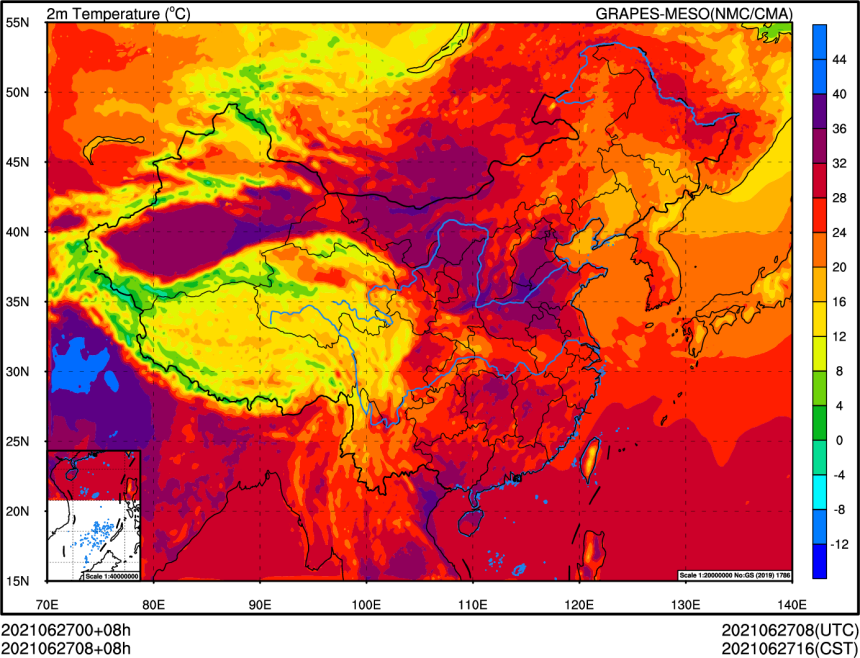 2m Temperature (°C) GRAPES-MESO(NMC/CMA)
55N
50N
45N
40N
35N
30N
25N
20N
15N
70E 80E 90E 100E 110E 120E 130E 140E
44
40
36
32
28
24
20
16
12
8
4
0
-4
-8
-12
Scale 1:40000000
Scale 1:20000000 No:GS (2019) 1786
2021062700+08h 2021062708(UTC)
2021062708+08h 2021062716(CST)